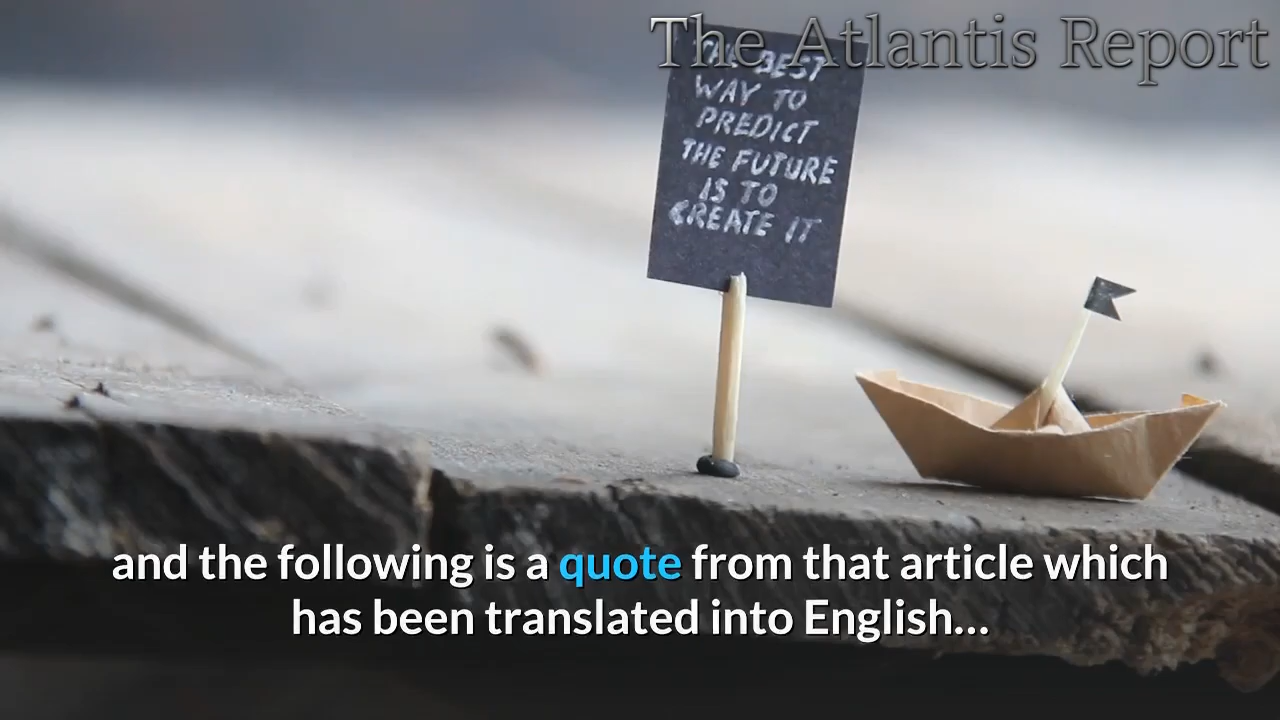 The Atlantis Report
THE BEST
WAY TO
PREDICT
THE FUTURE
IS TO
CREATE IT
and the following is a quote from that article which
has been translated into English...